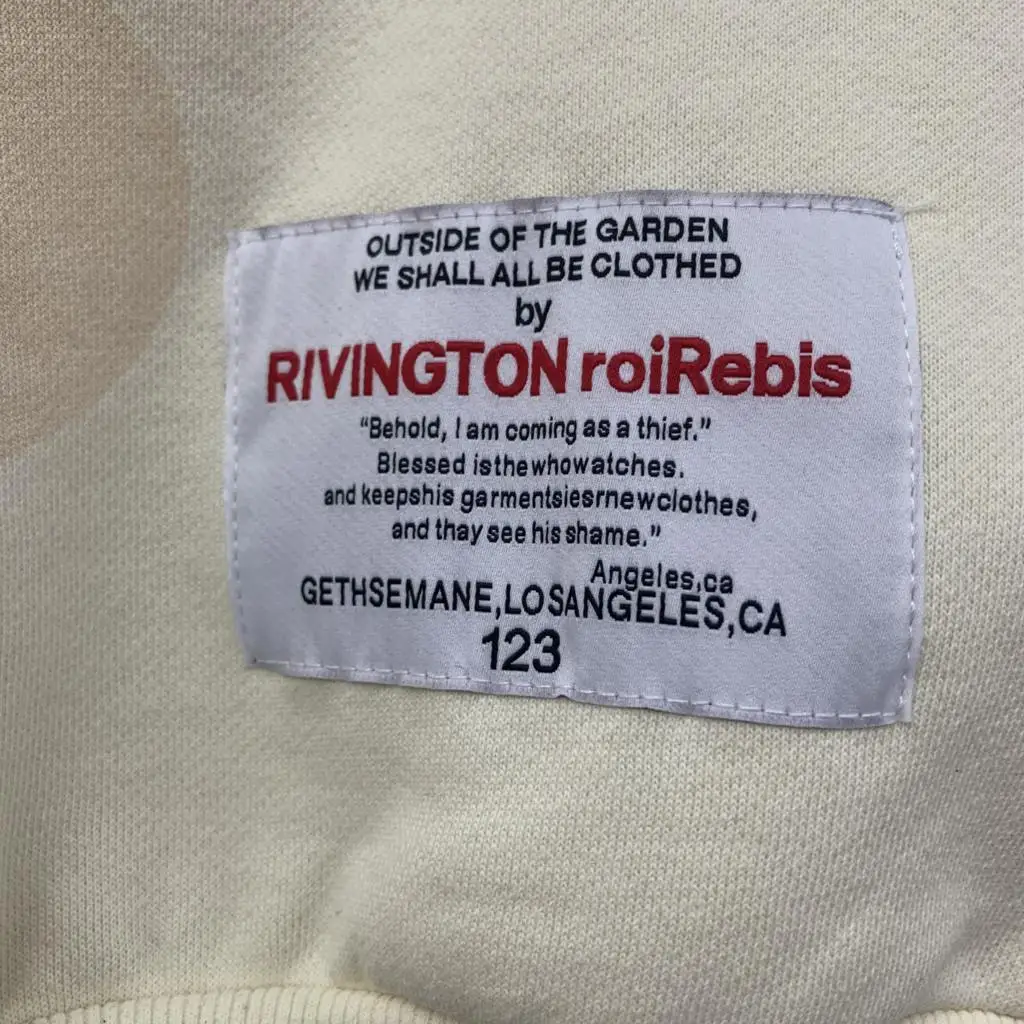 OUTSIDE OF THE GARDEN
WE SHALL ALL BE CLOTHED
by
RIVINGTON roiRebis
“Behold, I am coming as a thief.”
Blessed isthewhowatches.
and keepshis garmentsiesrnewclothes,
and thay see his shame.”
Angeles,ca
GETHSEMANE,LOSANGELES,CA
123